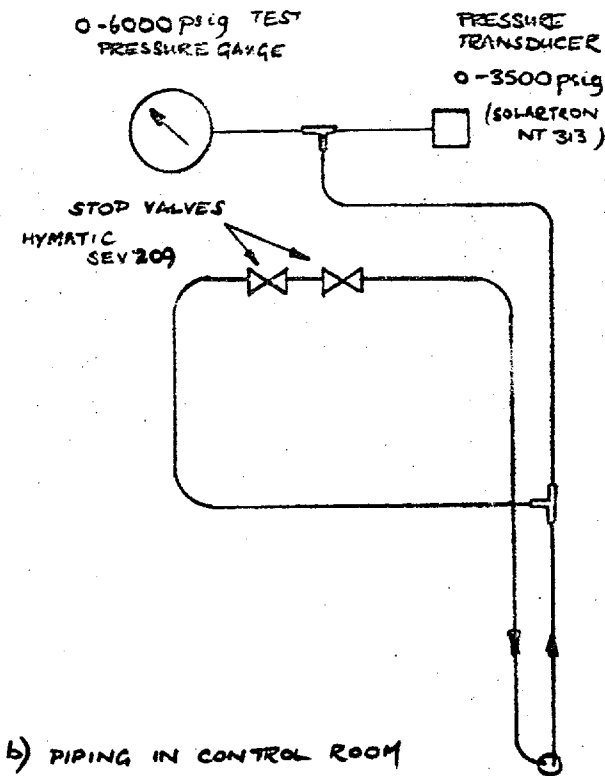 0-6000 psig TEST
PRESSURE GAUGE
PRESSURE
TRANSDUCER
0-3500 psig
(SOLARTRON
NT 313)
STOP VALVES
HYMATIC
SEV 209
b) PIPING IN CONTROL ROOM